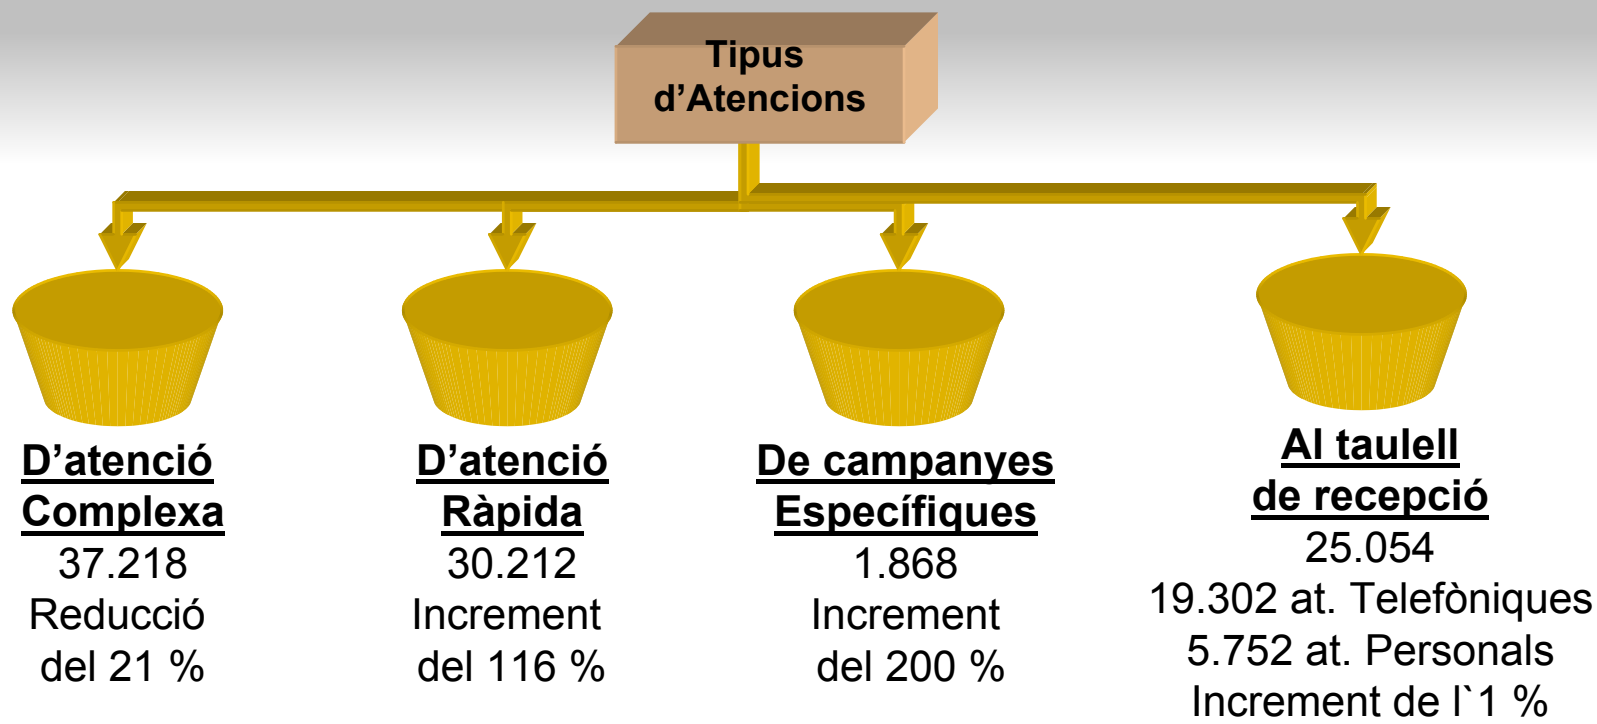 Tipus
d’Atencions
D’atenció
Complexa
37.218
Reducció
del 21 %
D’atenció
Ràpida
30.212
Increment
del 116 %
De campanyes
Específiques
1.868
Increment
del 200 %
Al taulell
de recepció
25.054
19.302 at. Telefòniques
5.752 at. Personals
Increment de l`1 %